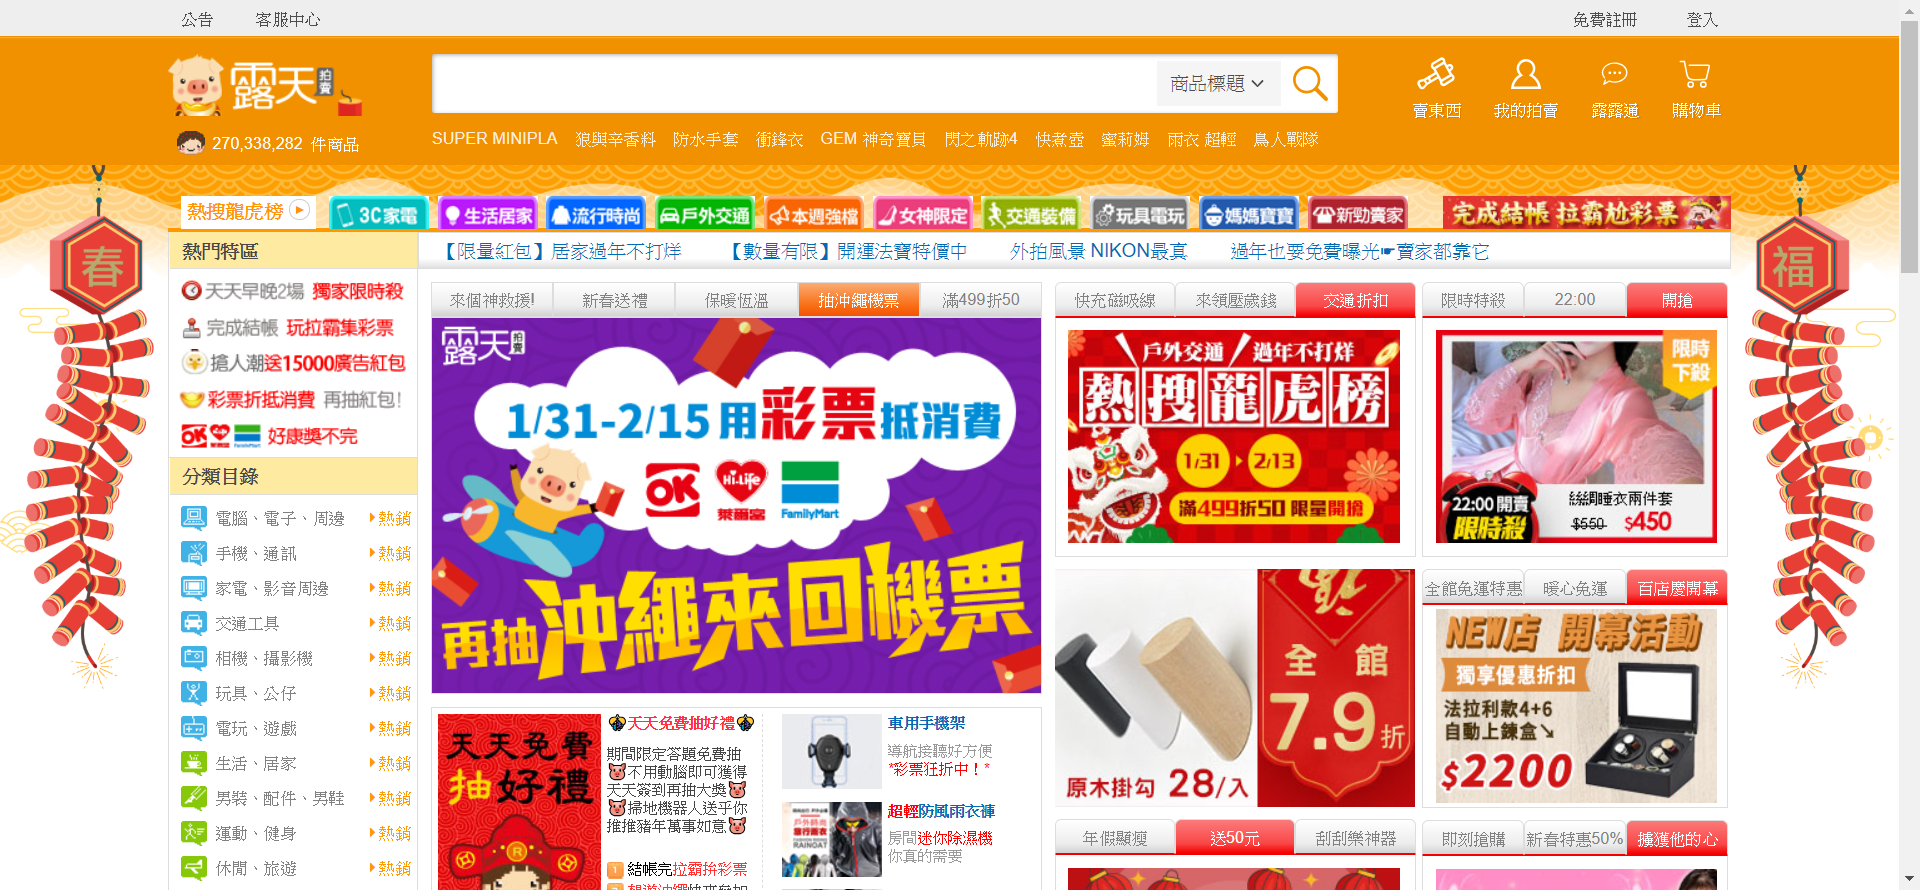 公告
客服中心
免費註冊
登入
露天拍賣
商品標題
賣東西
我的拍賣
露露通
購物車
270,338,282 件商品
SUPER MINIPLA 狼與辛香料 防水手套 衝鋒衣 GEM 神奇寶貝 閃之軌跡4 快煮壺 蜜莉姆 雨衣 超輕 鳥人戰隊
熱搜龍虎榜
3C家電
生活居家
流行時尚
戶外交通
本週強檔
女神限定
交通裝備
玩具電玩
媽媽寶寶
新勁賣家
完成結帳 拉霸尬彩票
春
福
熱門特區
【限量紅包】居家過年不打烊
【數量有限】開運法寶特價中
外拍風景 NIKON最真
過年也要免費曝光☛賣家都靠它
天天早晚2場 獨家限時殺
完成結帳 玩拉霸集彩票
搶人潮送15000廣告紅包
彩票折抵消費 再抽紅包!
OK FamilyMart 好康獎不完
分類目錄
電腦、電子、周邊 熱銷
手機、通訊 熱銷
家電、影音周邊 熱銷
交通工具 熱銷
相機、攝影機 熱銷
玩具、公仔 熱銷
電玩、遊戲 熱銷
生活、居家 熱銷
男裝、配件、男鞋 熱銷
運動、健身 熱銷
休閒、旅遊 熱銷
來個神救援!
新春送禮
保暖恆溫
抽沖繩機票
滿499折50
露天拍賣
1/31-2/15 用彩票抵消費
OK
Hi-Life
萊爾富
FamilyMart
再抽沖繩來回機票
快充磁吸線
來領壓歲錢
交通折扣
戶外交通 過年不打烊
熱搜龍虎榜
1/31
2/13
滿499折50 限量開搶
限時特殺
22:00
開搶
限時
下殺
22:00開賣
限時殺
絲綢睡衣兩件套
$550
$450
全館
7.9折
原木掛勾 28/入
全館免運特惠
暖心免運
百店慶開幕
NEW店 開幕活動
獨享優惠折扣
法拉利款4+6
自動上鍊盒↘
$2200
天天免費
抽好禮
R
天天免費抽好禮
期間限定答題免費抽
不用動腦即可獲得
天天簽到再抽大獎
掃地機器人送乎你
推推豬年萬事如意
1 結帳完拉霸拚彩票
車用手機架
導航接聽好方便
*彩票狂折中！*
戶外時尚
旅行雨衣
FASHION BOOKS
RAINOAT
超輕防風雨衣褲
房間迷你除濕機
你真的需要
年假顯瘦
送50元
刮刮樂神器
即刻搶購
新春特惠50%
擄獲他的心